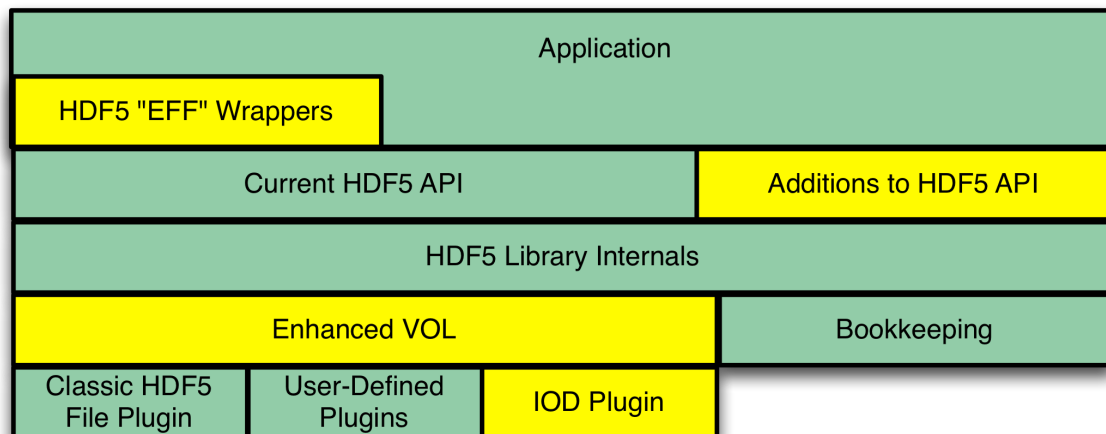 Application
HDF5 "EFF" Wrappers
Current HDF5 API
Additions to HDF5 API
HDF5 Library Internals
Enhanced VOL
Bookkeeping
Classic HDF5
File Plugin
User-Defined
Plugins
IOD Plugin